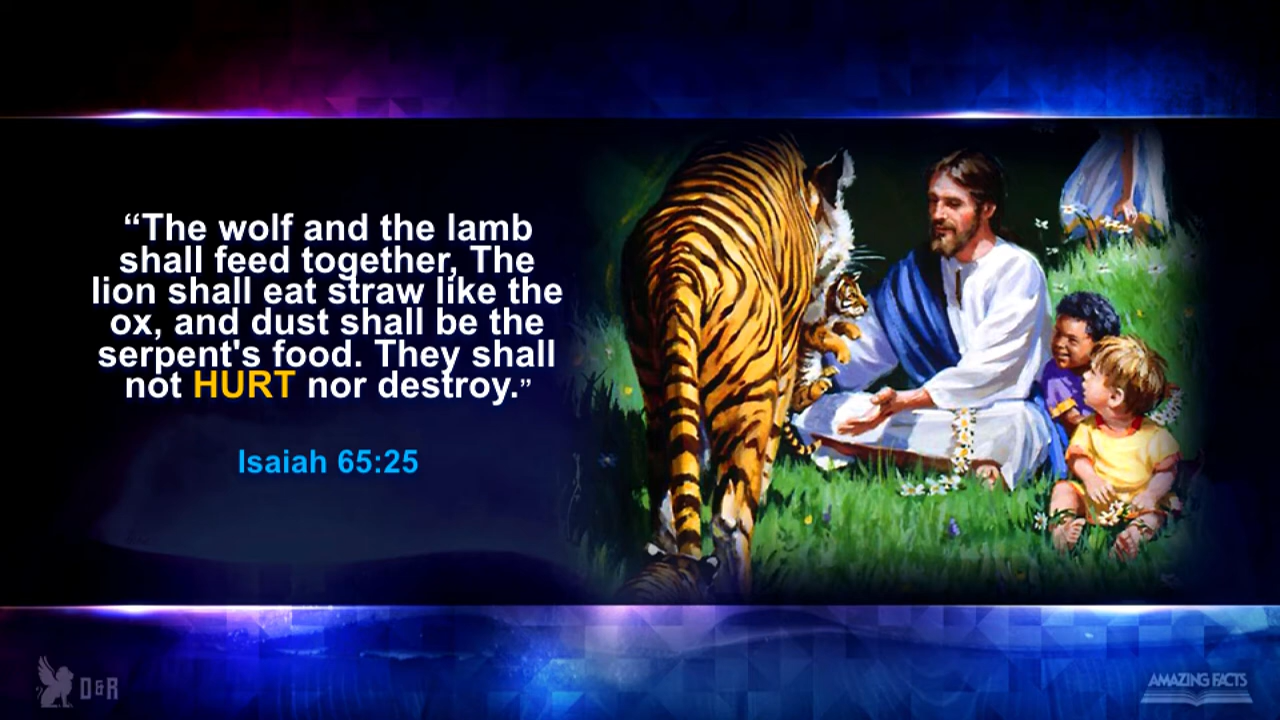 “The wolf and the lamb
shall feed together, The
lion shall eat straw like the
ox, and dust shall be the
serpent's food. They shall
not HURT nor destroy.”
Isaiah 65:25
D&R
AMAZING FACTS